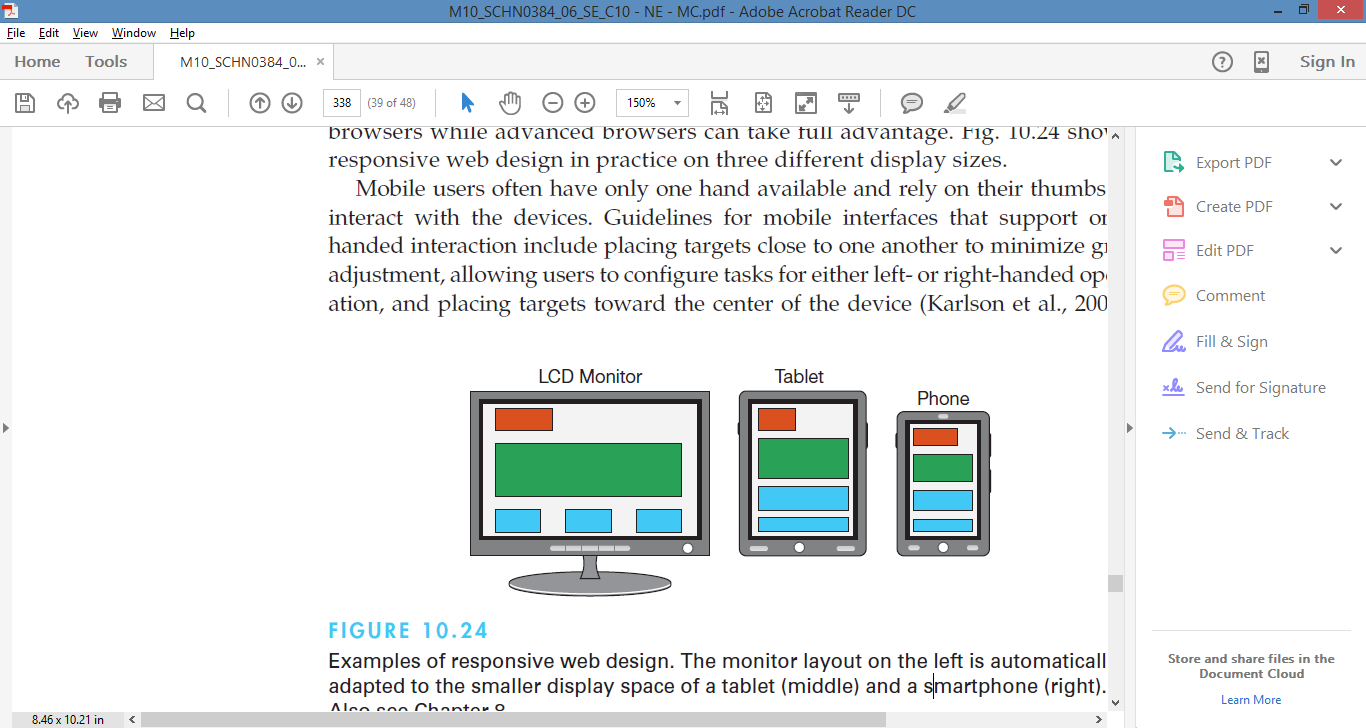 M10_SCHN0384_06_SE_C10 - NE - MC.pdf - Adobe Acrobat Reader DC
File Edit View Window Help
Home Tools M10_SCHN0384_0... × Sign In
338 (39 of 48) 150%
browsers while advanced browsers can take full advantage. Fig. 10.24 show
responsive web design in practice on three different display sizes.
Mobile users often have only one hand available and rely on their thumbs
interact with the devices. Guidelines for mobile interfaces that support on
handed interaction include placing targets close to one another to minimize gr
adjustment, allowing users to configure tasks for either left- or right-handed ope
ation, and placing targets toward the center of the device (Karlson et al., 200
LCD Monitor
Tablet
Phone
FIGURE 10.24
Examples of responsive web design. The monitor layout on the left is automaticall
adapted to the smaller display space of a tablet (middle) and a smartphone (right).
Also see Chapter 8
8.46 x 10.21 in
Export PDF
Create PDF
Edit PDF
Comment
Fill & Sign
Send for Signature
Send & Track
Store and share files in the
Document Cloud
Learn More